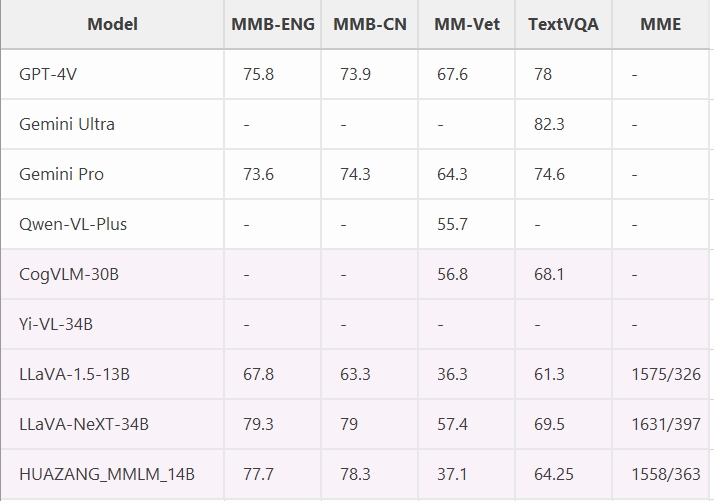 Model MMB-ENG MMB-CN MM-Vet TextVQA MME
GPT-4V 75.8 73.9 67.6 78 -
Gemini Ultra - - - 82.3 -
Gemini Pro 73.6 74.3 64.3 74.6 -
Qwen-VL-Plus - - 55.7 - -
CogVLM-30B - - 56.8 68.1 -
Yi-VL-34B - - - - -
LLaVA-1.5-13B 67.8 63.3 36.3 61.3 1575/326
LLaVA-NeXT-34B 79.3 79 57.4 69.5 1631/397
HUAZANG_MMLM_14B 77.7 78.3 37.1 64.25 1558/363